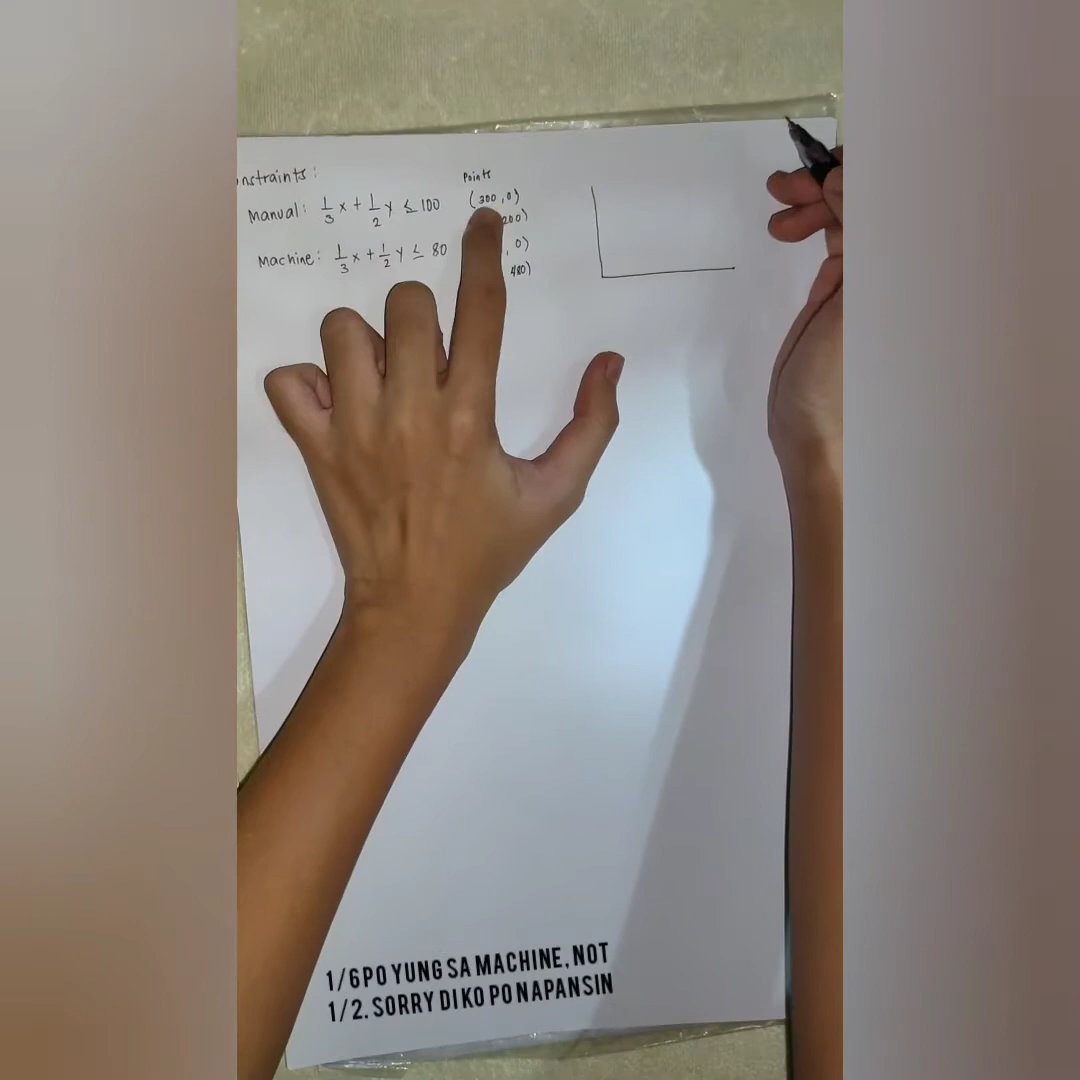 nstraints:
Manual: 1/3 x + 1/2 y ≤ 100
Machine: 1/3 x + 1/2 y ≤ 80
Points
(300, 0)
200)
, 0)
480)
1/6 PO YUNG SA MACHINE, NOT
1/2. SORRY DI KO PO NAPANSIN